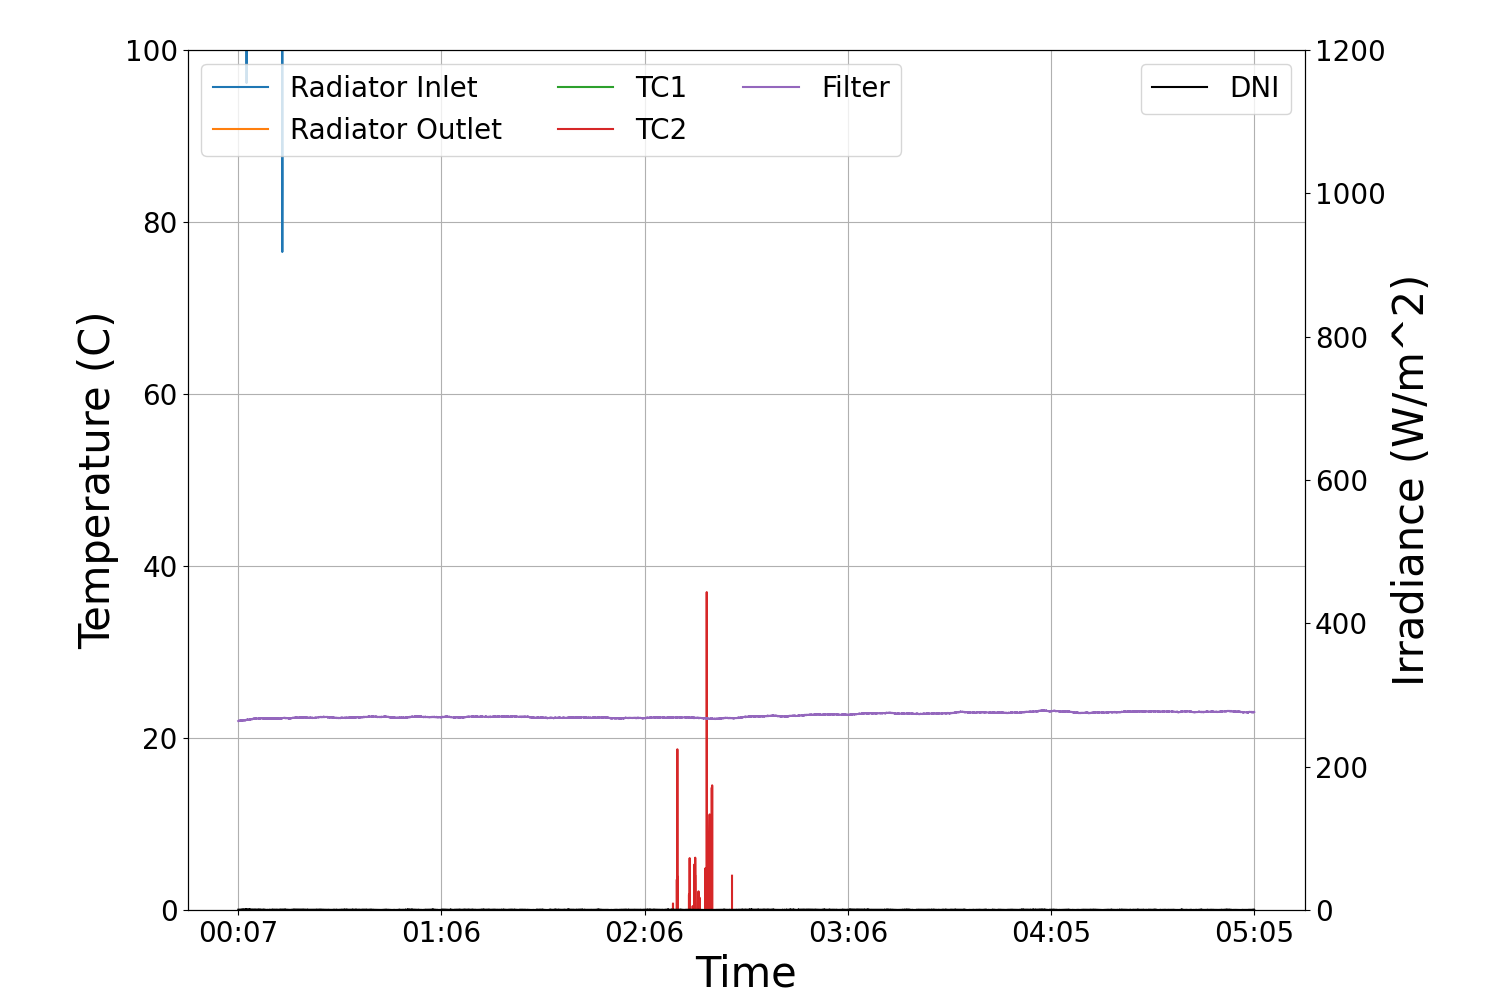 Temperature (C)
100
80
60
40
20
0
Radiator Inlet
Radiator Outlet
TC1
TC2
Filter
DNI
1200
1000
800
600
400
200
0
Irradiance (W/m^2)
00:07 01:06 02:06 03:06 04:05 05:05
Time